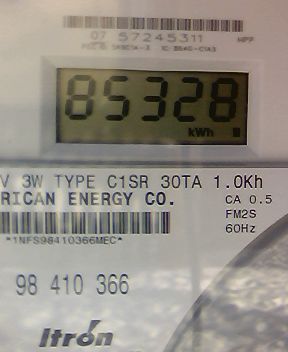 07 57245311 MPP
85328
kWh
V 3W TYPE C1SR 30TA 1.0Kh
RICAN ENERGY CO.
CA 0.5
FM2S
60Hz
*1NFS98410366MEC*
98 410 366
Itron